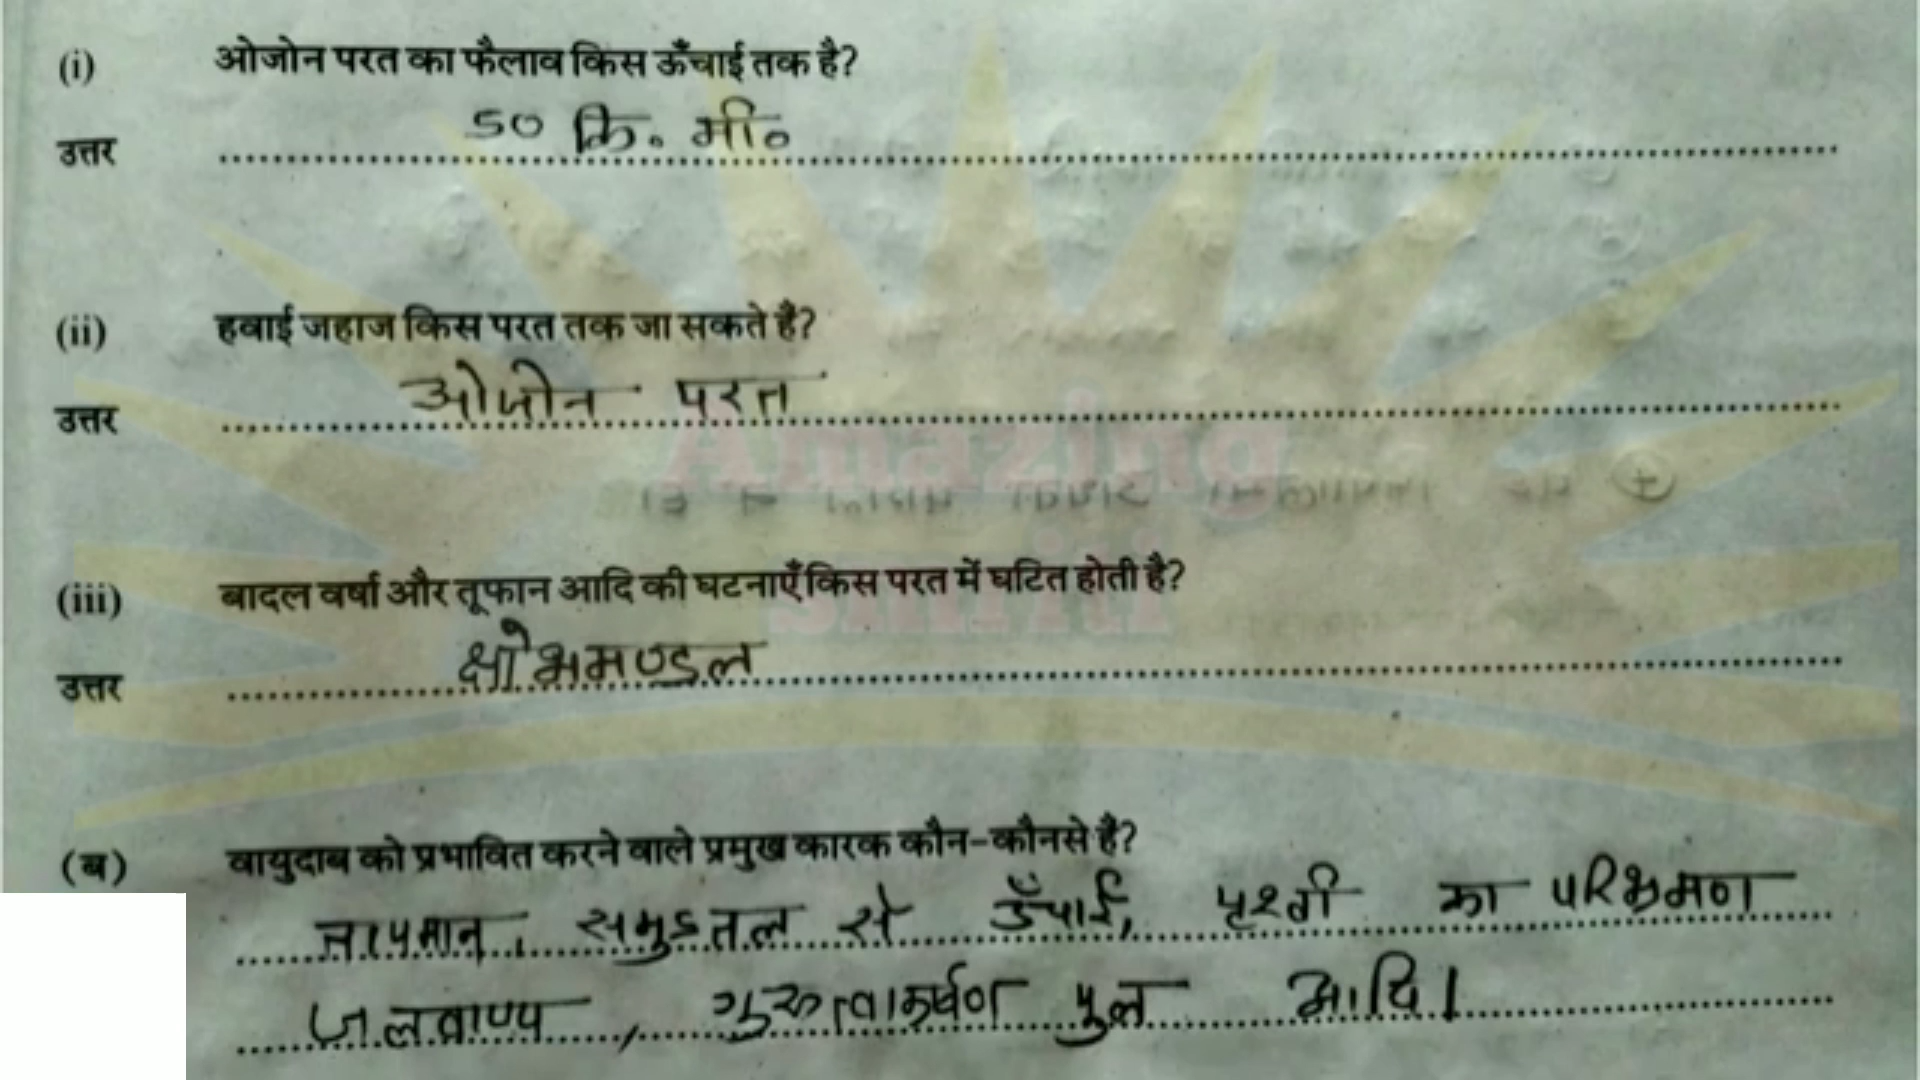 (i) ओजोन परत का फैलाव किस ऊँचाई तक है?
उत्तर 50 कि. मी०
(ii) हवाई जहाज किस परत तक जा सकते है?
उत्तर ओजोन परत
Amazing
(iii) बादल वर्षा और तूफान आदि की घटनाएँ किस परत में घटित होती है?
smriti
उत्तर क्षोभमण्डल
(ब) वायुदाब को प्रभावित करने वाले प्रमुख कारक कौन-कौनसे है?
तापमान, समुद्रतल से ऊँचाई, पृथ्वी का परिभ्रमण
जलवाष्प, गुरुत्वाकर्षण आदि।